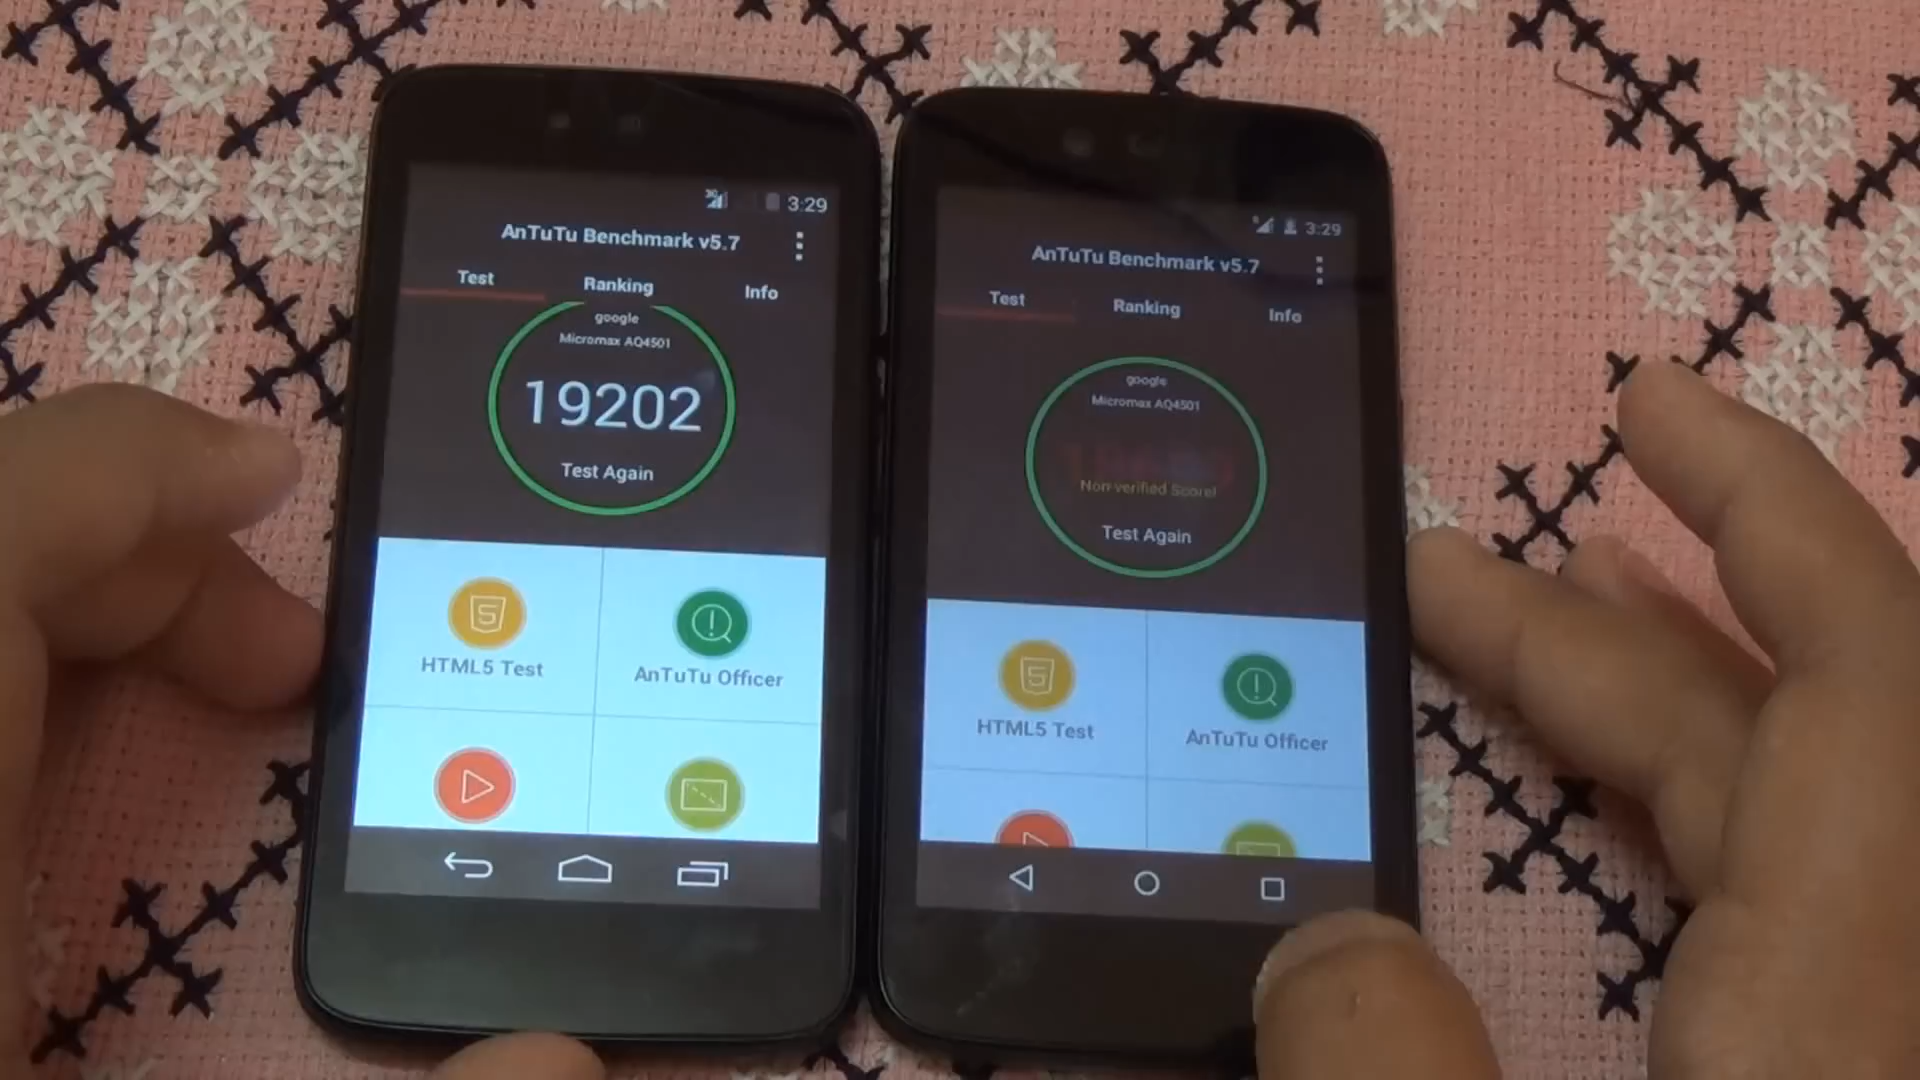 3G
3:29
AnTuTu Benchmark v5.7
Test
Ranking
Info
google
Micromax AQ4501
19202
Test Again
HTML5 Test
AnTuTu Officer
3:29
AnTuTu Benchmark v5.7
Test
Ranking
Info
google
Micromax AQ4501
Non-verified Score!
Test Again
HTML5 Test
AnTuTu Officer